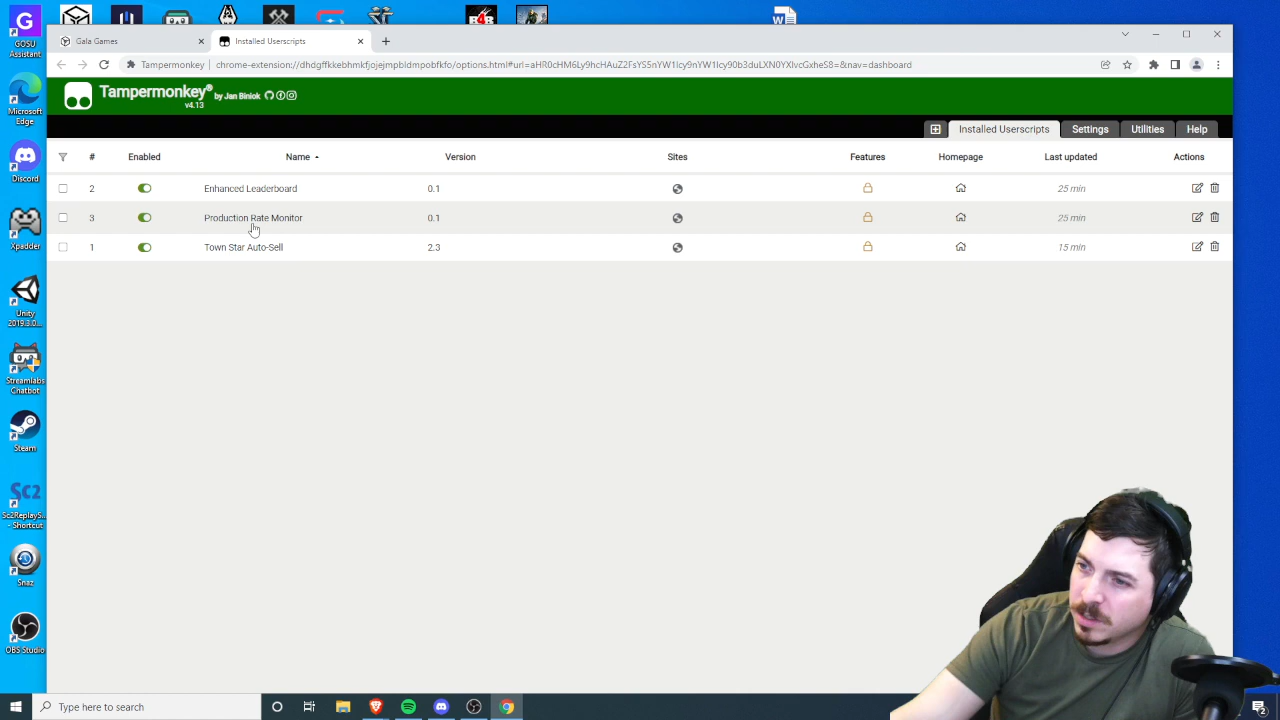 GOSU
Assistant
Microsoft
Edge
Discord
Xpadder
Unity
2019.3.0...
Streamlabs
Chatbot
Steam
Sc2
Sc2ReplayS...
- Shortcut
Snaz
OBS Studio
B4B
W
Gala Games
Installed Userscripts
Tampermonkey
chrome-extension://dhdgffkkebhmkfjojejmpbldmpobfkfo/options.html#url=aHR0cHM6Ly9hcHAuZ2FsYS5nYW1lcy9nYW1lcy90b3duLXN0YXIvcGxheS8=&nav=dashboard
Tampermonkey® by Jan Biniok
v4.13
Installed Userscripts
Settings
Utilities
Help
# Enabled Name Version Sites Features Homepage Last updated Actions
2 Enhanced Leaderboard 0.1 25 min
3 Production Rate Monitor 0.1 25 min
1 Town Star Auto-Sell 2.3 15 min
Type here to search
2